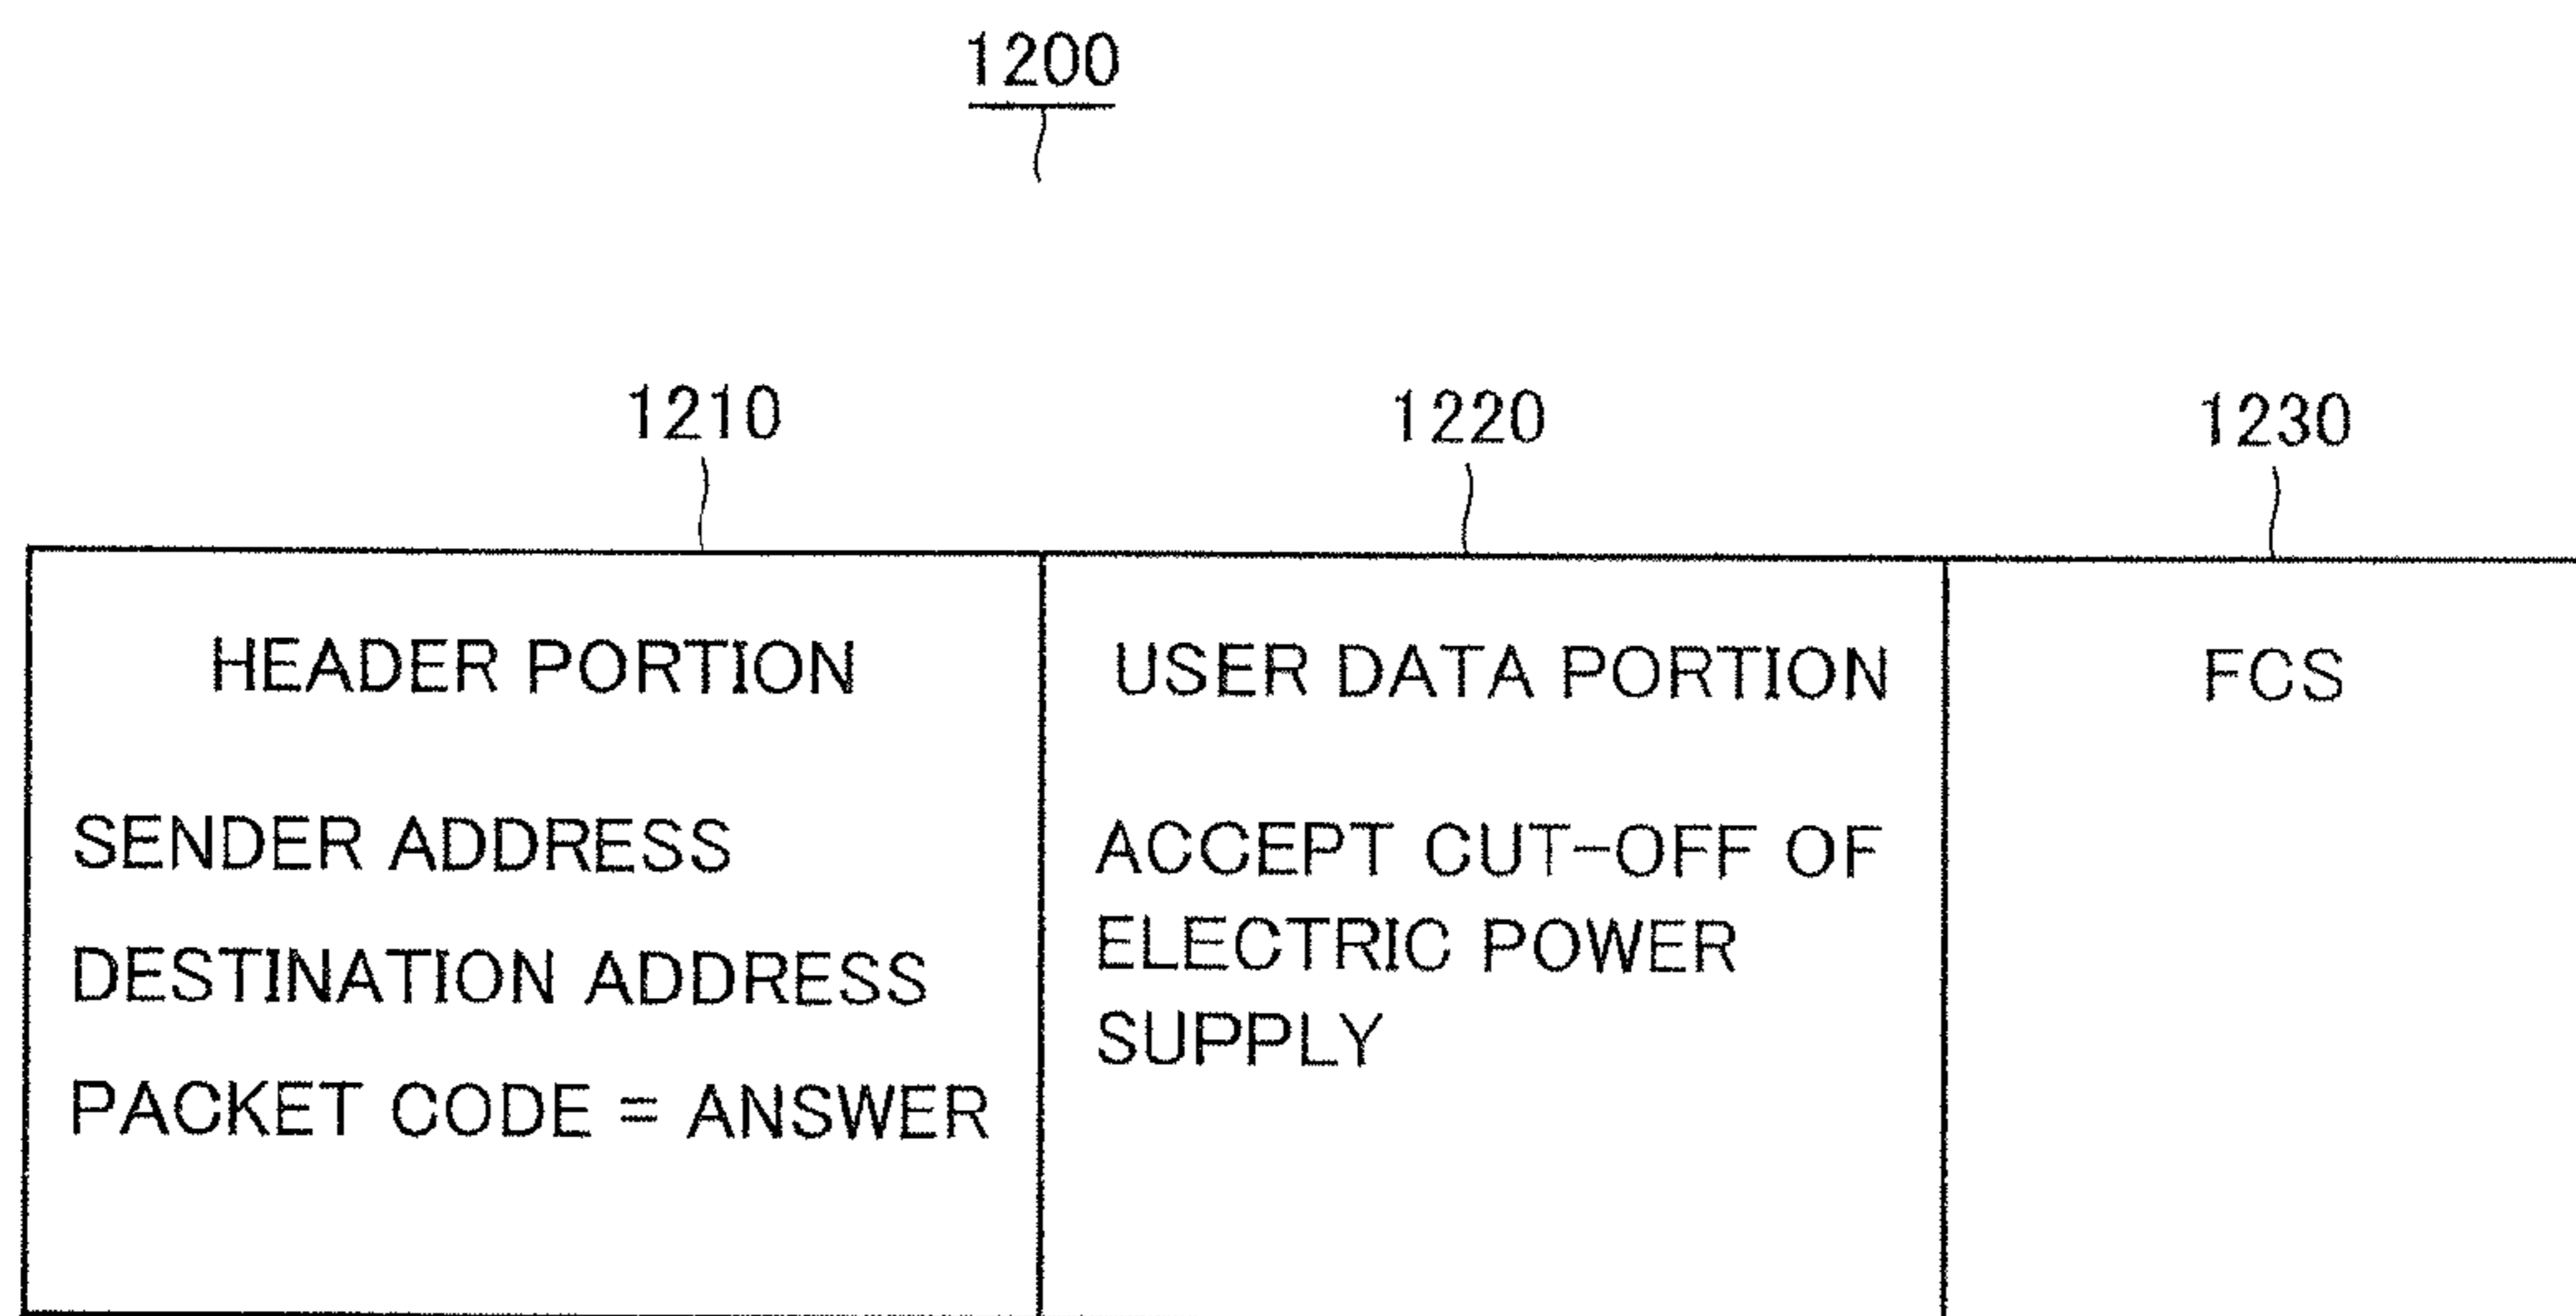 1200
1210
1220
1230
HEADER PORTION
SENDER ADDRESS
DESTINATION ADDRESS
PACKET CODE = ANSWER
USER DATA PORTION
ACCEPT CUT-OFF OF
ELECTRIC POWER
SUPPLY
FCS